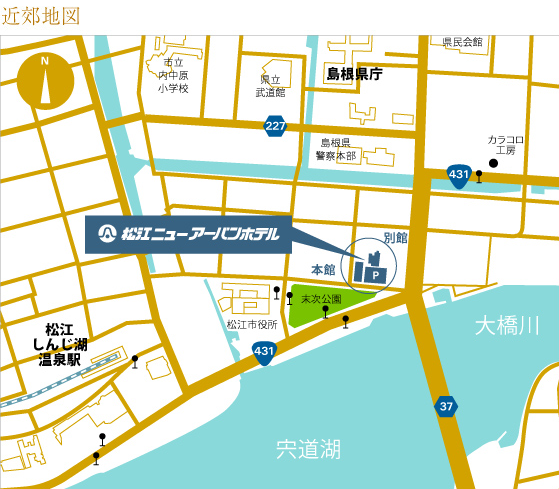 近郊地図
N
市立
内中原
小学校
県立
武道館
島根県庁
県民会館
227
島根県
警察本部
カラコロ
工房
431
松江ニューアーバンホテル
別館
本館
P
末次公園
松江市役所
大橋川
松江
しんじ湖
温泉駅
431
37
宍道湖